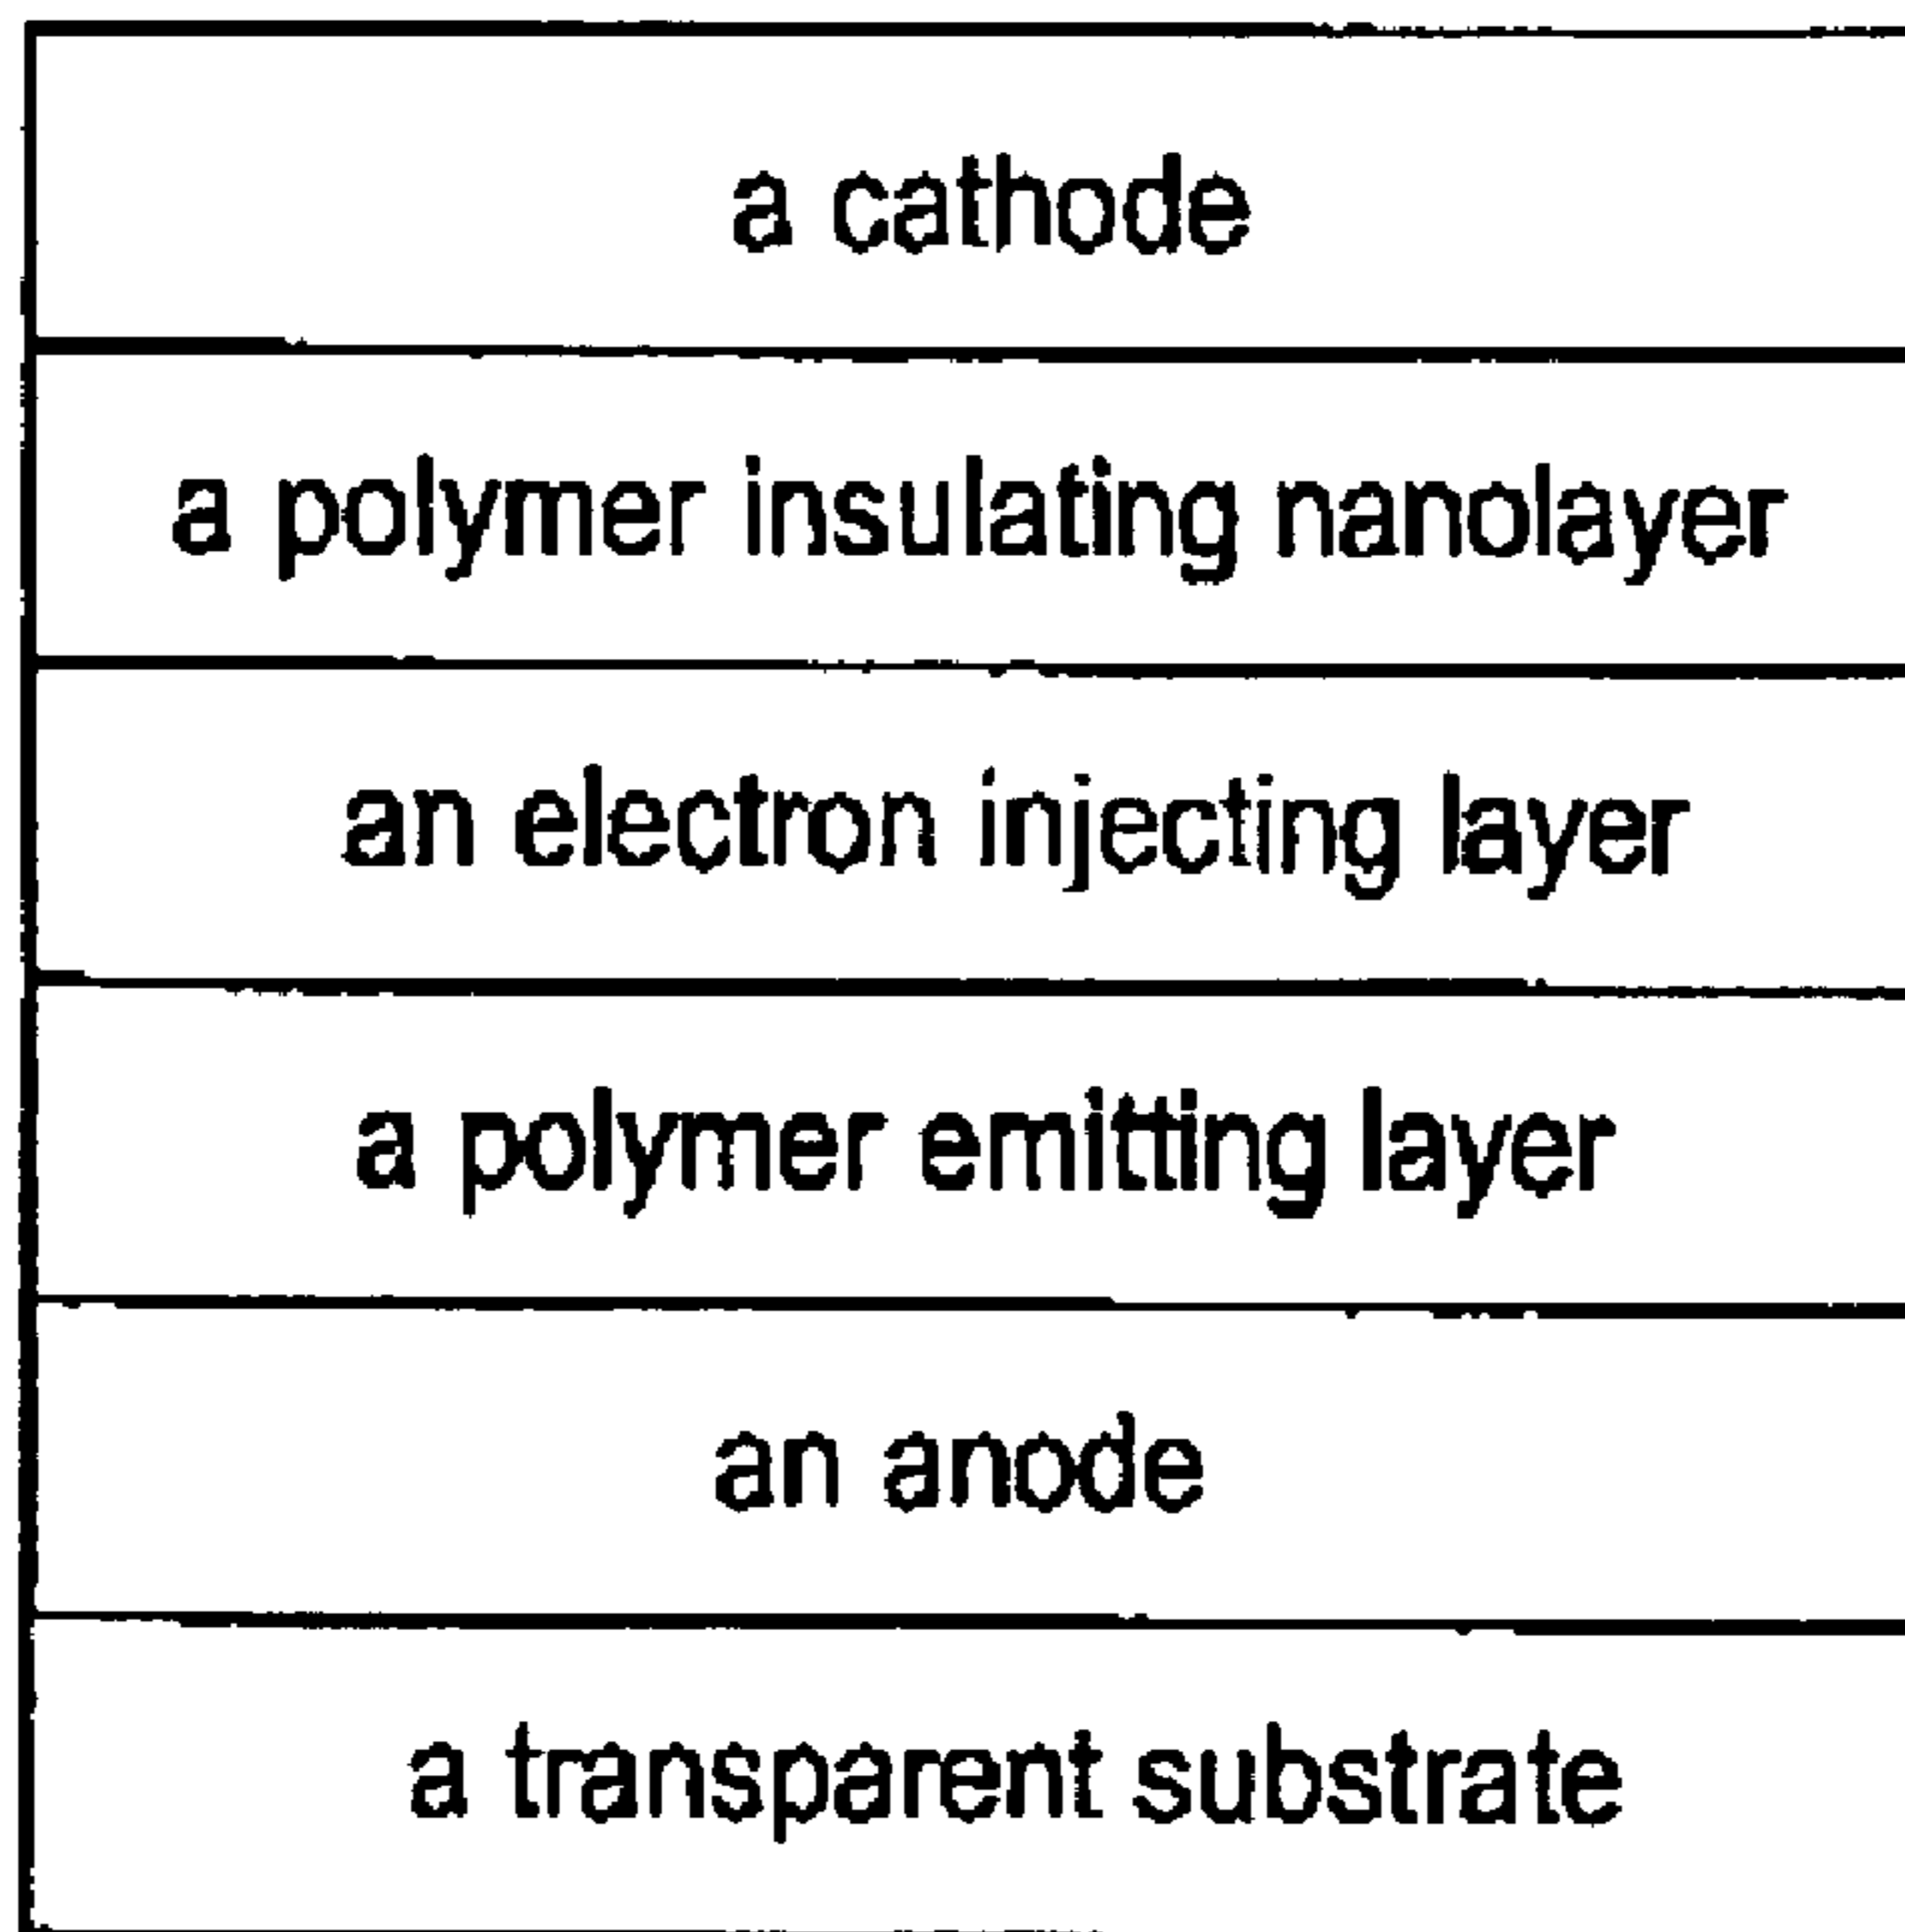 a cathode
a polymer insulating nanolayer
an electron injecting layer
a polymer emitting layer
an anode
a transparent substrate